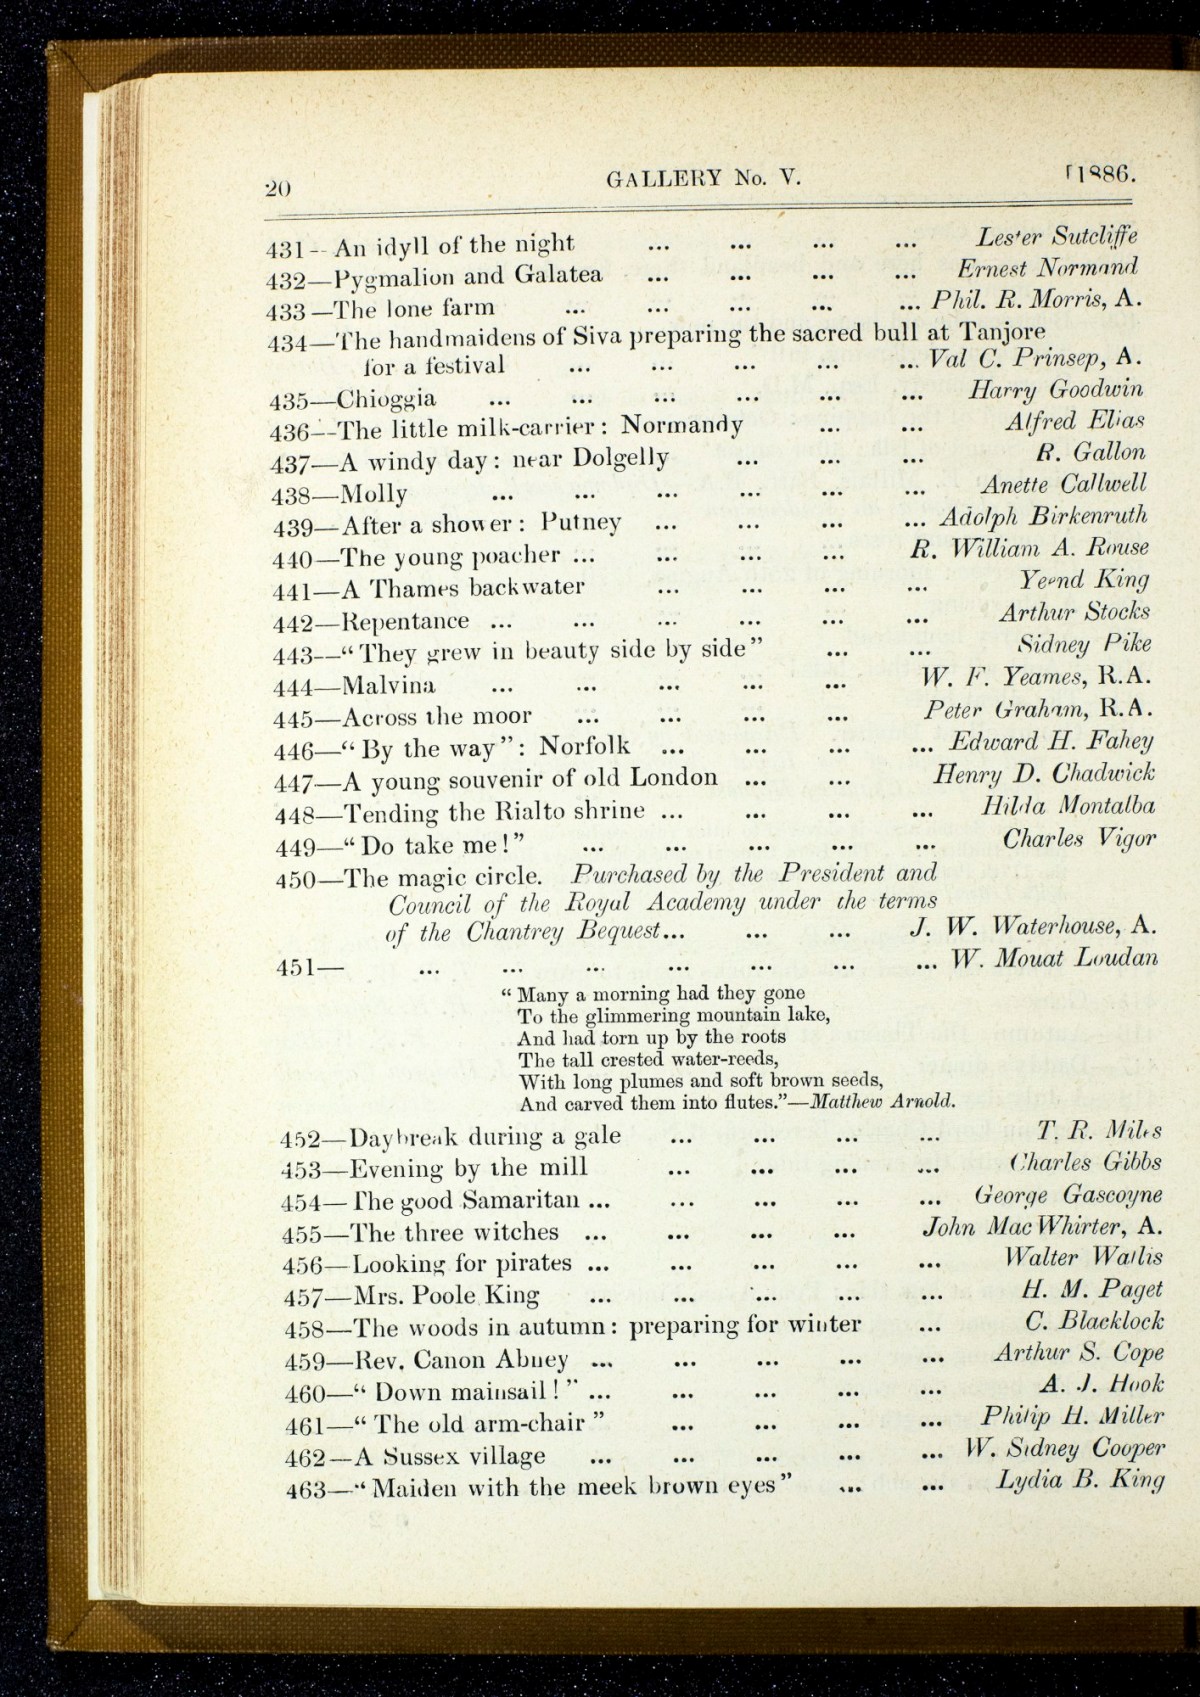 20 GALLERY No. V. [1886.
431—An idyll of the night ... ... ... ... Lester Sutcliffe
432—Pygmalion and Galatea ... ... ... ... Ernest Normand
433—The lone farm ... ... ... ... ... Phil. R. Morris, A.
434—The handmaidens of Siva preparing the sacred bull at Tanjore
for a festival ... ... ... ... ... Val C. Prinsep, A.
435—Chioggia ... ... ... ... ... ... Harry Goodwin
436—The little milk-carrier: Normandy ... ... Alfred Elias
437—A windy day: near Dolgelly ... ... ... R. Gallon
438—Molly ... ... ... ... ... ... Anette Callwell
439—After a shower: Putney ... ... ... ... Adolph Birkenruth
440—The young poacher ... ... ... ... R. William A. Rouse
441—A Thames backwater ... ... ... ... Yeend King
442—Repentance ... ... ... ... ... ... Arthur Stocks
443—“They grew in beauty side by side” ... ... Sidney Pike
444—Malvina ... ... ... ... ... W. F. Yeames, R.A.
445—Across the moor ... ... ... ... Peter Graham, R.A.
446—“By the way”: Norfolk ... ... ... ... Edward H. Fahey
447—A young souvenir of old London ... ... Henry D. Chadwick
448—Tending the Rialto shrine ... ... ... ... Hilda Montalba
449—“Do take me!” ... ... ... ... ... Charles Vigor
450—The magic circle. Purchased by the President and
Council of the Royal Academy under the terms
of the Chantrey Bequest... ... ... J. W. Waterhouse, A.
451— ... ... ... ... ... ... ... W. Mouat Loudan
“Many a morning had they gone
To the glimmering mountain lake,
And had torn up by the roots
The tall crested water-reeds,
With long plumes and soft brown seeds,
And carved them into flutes.”—Matthew Arnold.
452—Daybreak during a gale ... ... ... ... T. R. Miles
453—Evening by the mill ... ... ... ... Charles Gibbs
454—The good Samaritan ... ... ... ... ... George Gascoyne
455—The three witches ... ... ... ... John MacWhirter, A.
456—Looking for pirates ... ... ... ... ... Walter Wallis
457—Mrs. Poole King ... ... ... ... ... H. M. Paget
458—The woods in autumn: preparing for winter ... C. Blacklock
459—Rev. Canon Abney ... ... ... ... ... Arthur S. Cope
460—“Down mainsail!” ... ... ... ... ... A. J. Hook
461—“The old arm-chair” ... ... ... ... Philip H. Miller
462—A Sussex village ... ... ... ... ... W. Sidney Cooper
463—“Maiden with the meek brown eyes” ... ... Lydia B. King